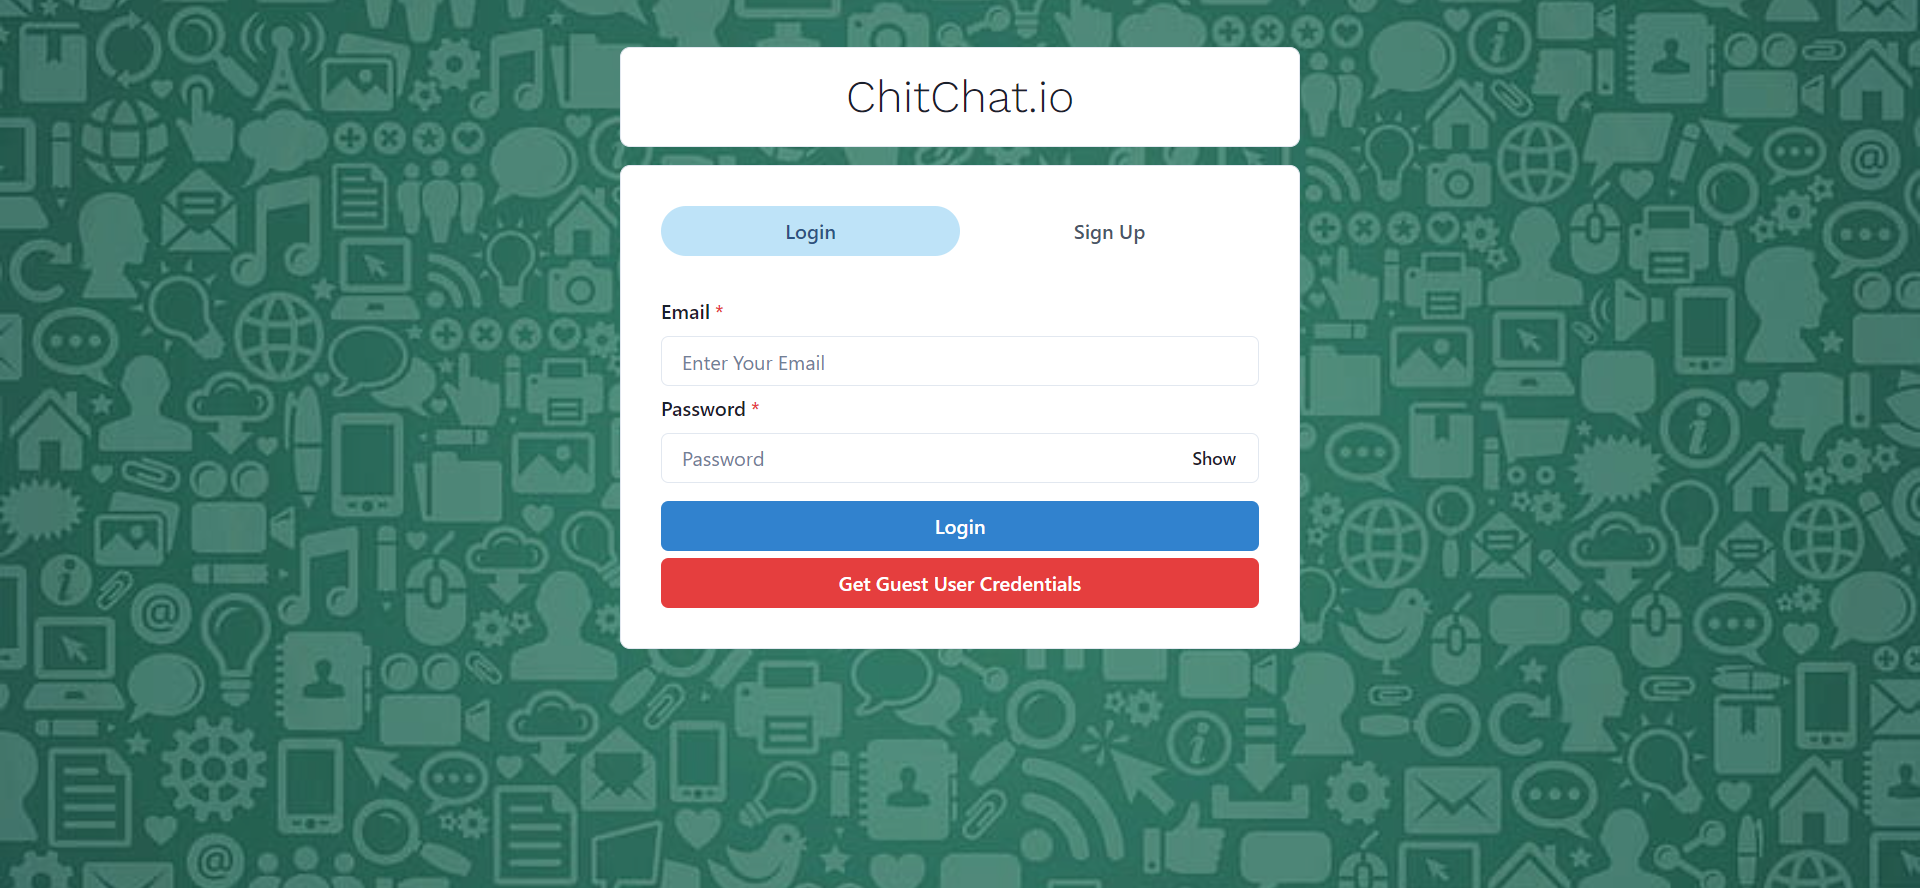 ChitChat.io
Login Sign Up
Email *
Enter Your Email
Password *
Password Show
Login
Get Guest User Credentials